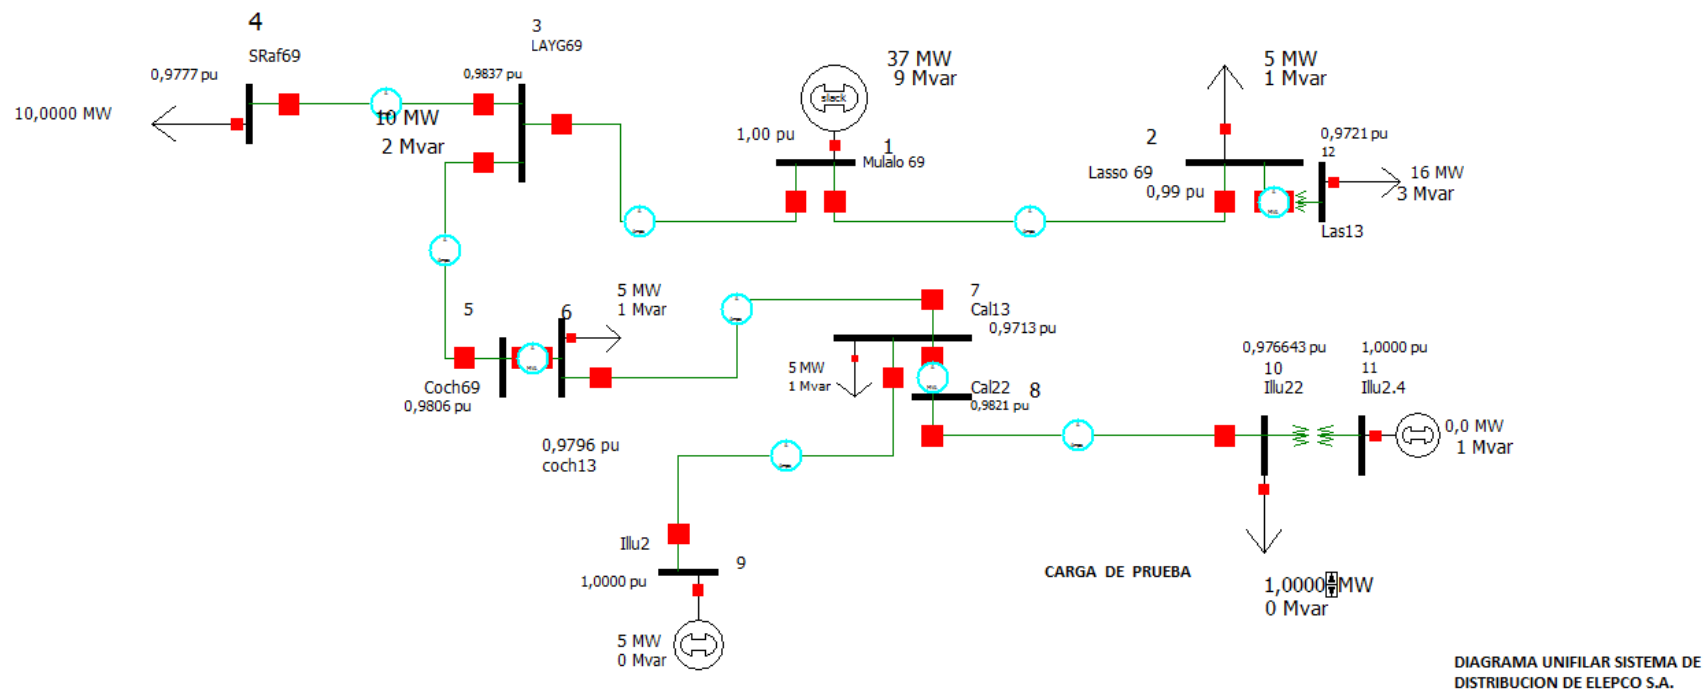 4
SRaf69
0,9777 pu
10,0000 MW
10 MW
2 Mvar
3
LAYG69
0,9837 pu
37 MW
9 Mvar
slack
1,00 pu
1
Mulalo 69
5 MW
1 Mvar
2
Lasso 69
0,99 pu
0,9721 pu
12
16 MW
3 Mvar
Las13
5
6
5 MW
1 Mvar
Coch69
0,9806 pu
0,9796 pu
coch13
7
Cal13
0,9713 pu
5 MW
1 Mvar
Cal22
8
0,9821 pu
0,976643 pu
10
Illu22
1,0000 pu
11
Illu2.4
0,0 MW
1 Mvar
Illu2
9
1,0000 pu
5 MW
0 Mvar
CARGA DE PRUEBA
1,0000 MW
0 Mvar
DIAGRAMA UNIFILAR SISTEMA DE
DISTRIBUCION DE ELEPCO S.A.